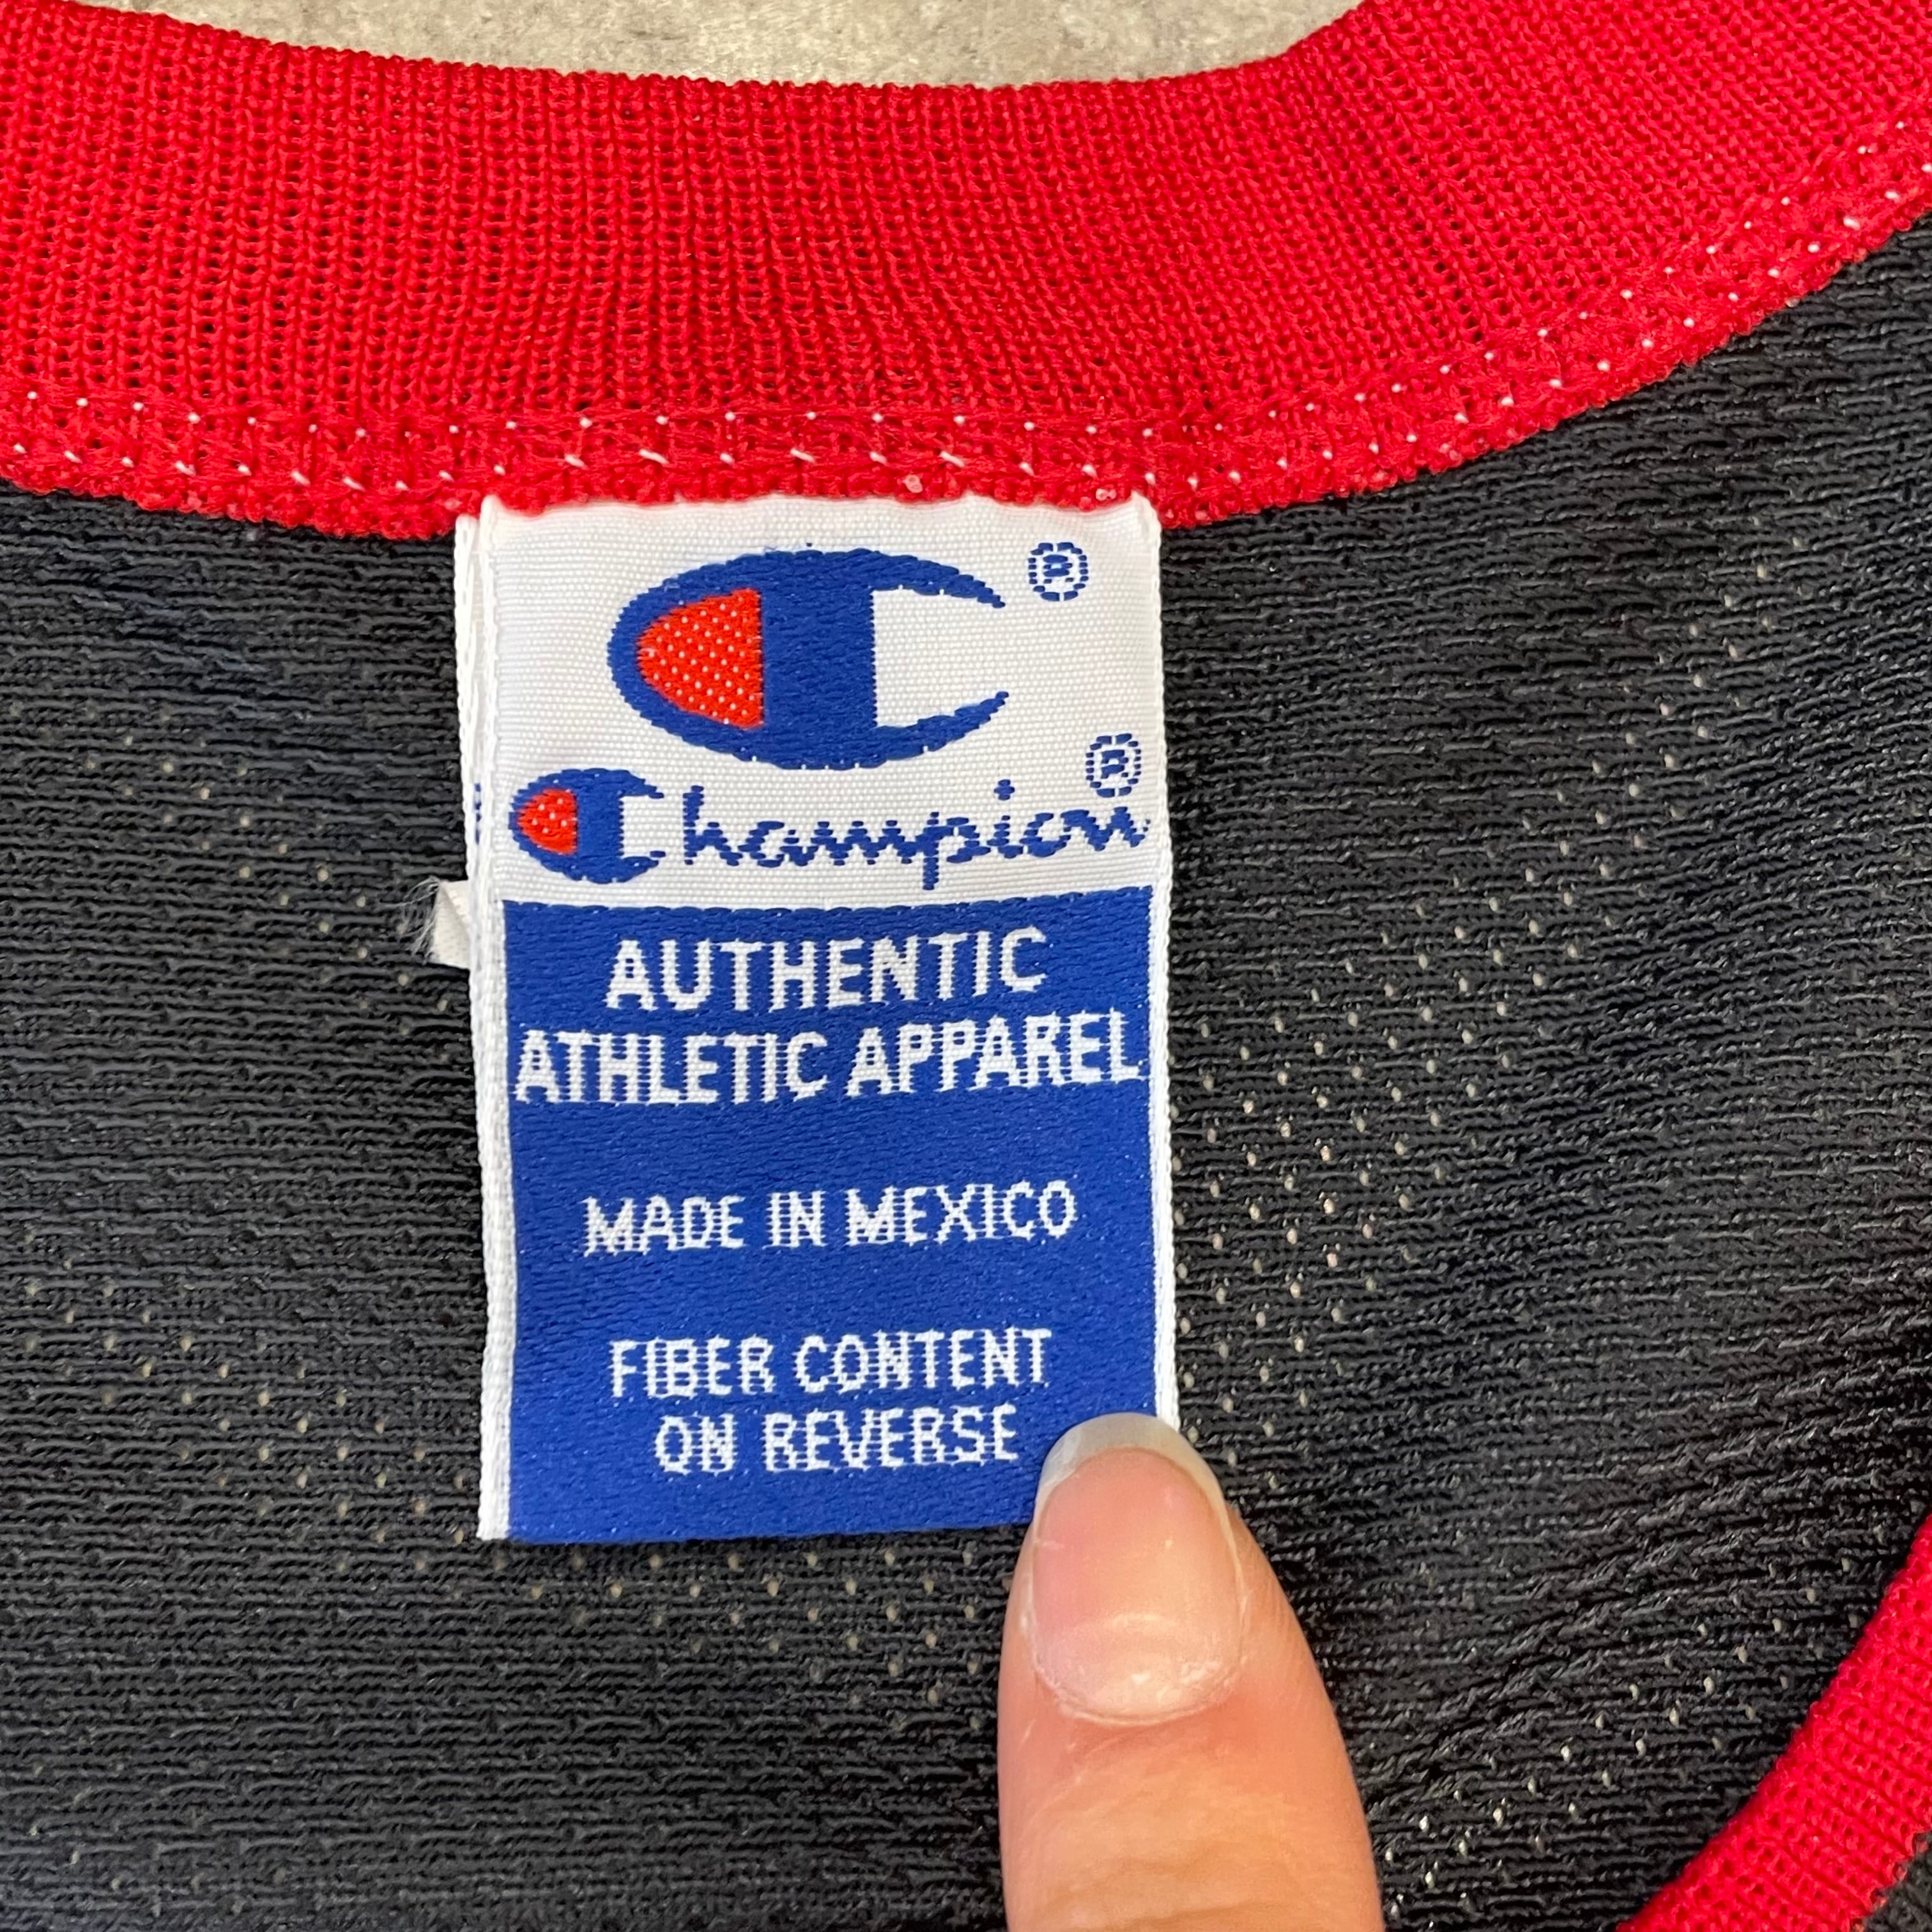 ®
Champion®
AUTHENTIC
ATHLETIC APPAREL
MADE IN MEXICO
FIBER CONTENT
ON REVERSE